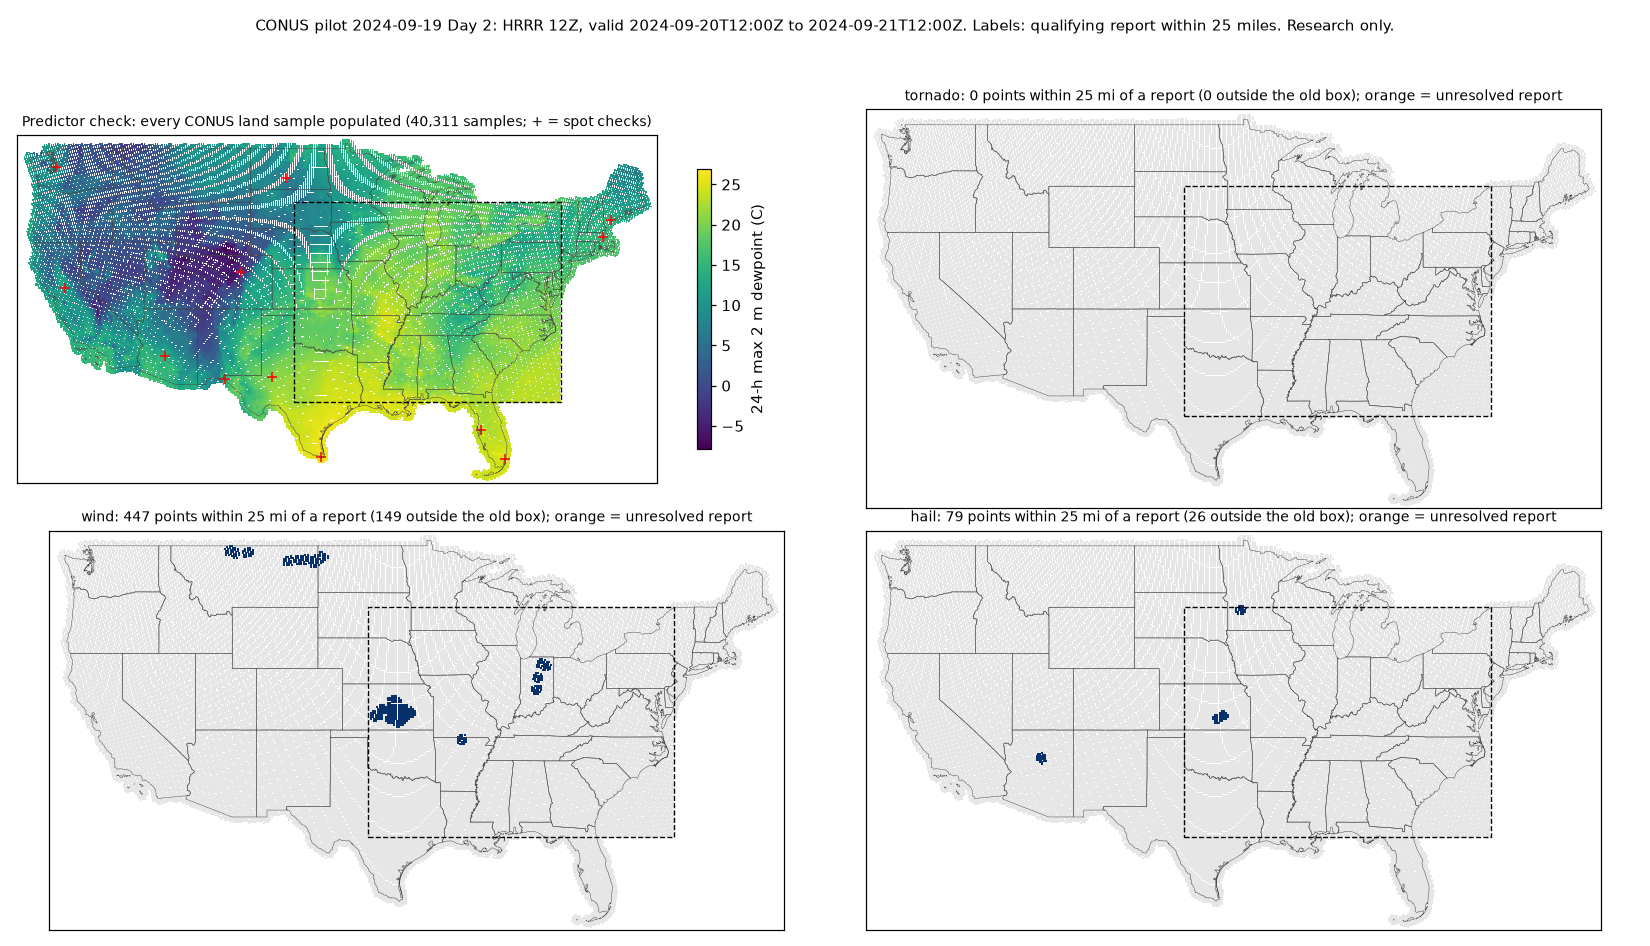 CONUS pilot 2024-09-19 Day 2: HRRR 12Z, valid 2024-09-20T12:00Z to 2024-09-21T12:00Z. Labels: qualifying report within 25 miles. Research only.
Predictor check: every CONUS land sample populated (40,311 samples; + = spot checks)
25
20
15
10
5
0
−5
24-h max 2 m dewpoint (C)
tornado: 0 points within 25 mi of a report (0 outside the old box); orange = unresolved report
wind: 447 points within 25 mi of a report (149 outside the old box); orange = unresolved report
hail: 79 points within 25 mi of a report (26 outside the old box); orange = unresolved report